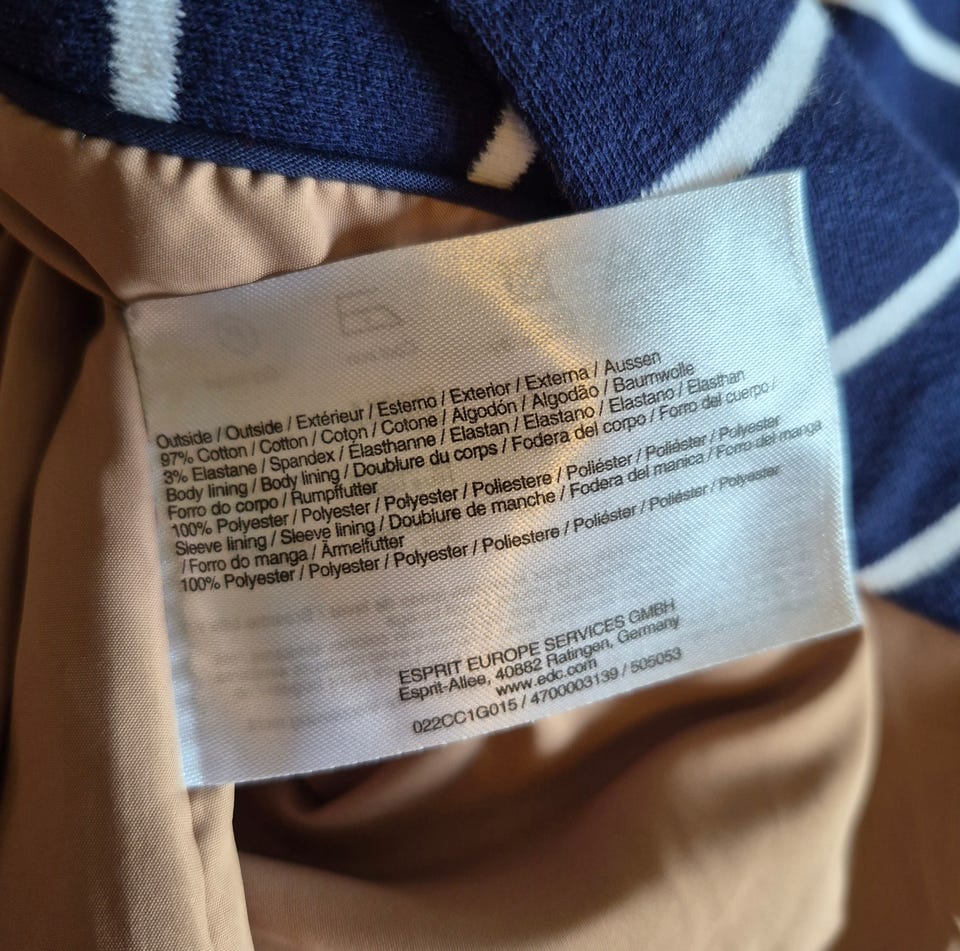 Outside / Outside / Extérieur / Esterno / Exterior / Externa / Aussen
97% Cotton / Cotton / Coton / Cotone / Algodón / Algodão / Baumwolle
3% Elastane / Spandex / Élasthanne / Elastan / Elastano / Elastano / Elasthan
Body lining / Body lining / Doublure du corps / Fodera del corpo / Forro del cuerpo /
Forro do corpo / Rumpffutter
100% Polyester / Polyester / Polyester / Poliestere / Poliéster / Poliéster / Polyester
Sleeve lining / Sleeve lining / Doublure de manche / Fodera del manica / Forro del manga
/ Forro do manga / Ärmelfutter
100% Polyester / Polyester / Polyester / Poliestere / Poliéster / Poliéster / Polyester
ESPRIT EUROPE SERVICES GMBH
Esprit-Allee, 40882 Ratingen, Germany
www.edc.com
022CC1G015 / 4700003139 / 505053